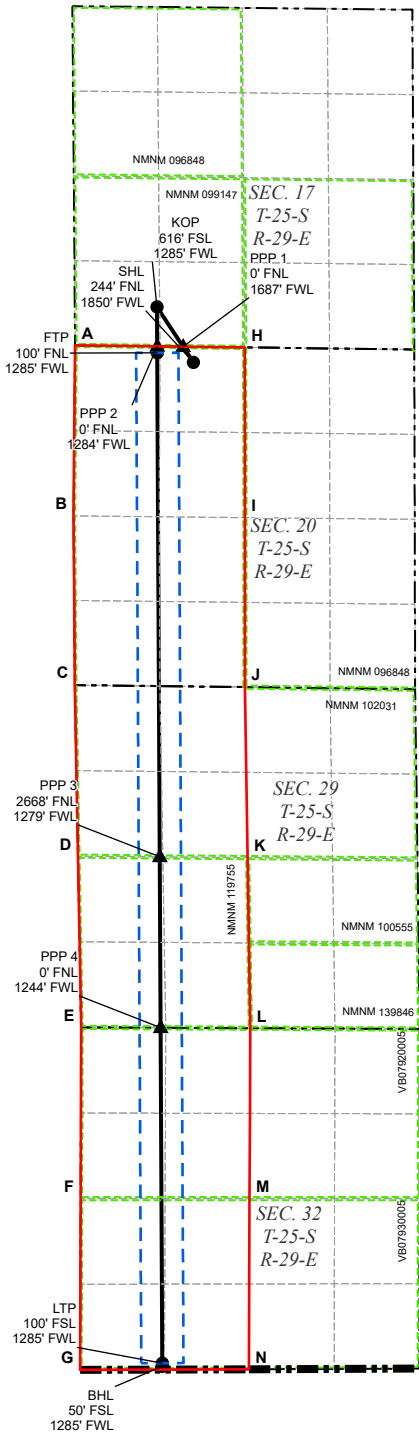 NMNM 096848
NMNM 099147
SEC. 17
T-25-S
R-29-E
KOP
616' FSL
1285' FWL
SHL
244' FNL
1850' FWL
PPP 1
0' FNL
1687' FWL
FTP
100' FNL
1285' FWL
A
H
PPP 2
0' FNL
1284' FWL
B
I
SEC. 20
T-25-S
R-29-E
C
J
NMNM 096848
NMNM 102031
PPP 3
2668' FNL
1279' FWL
SEC. 29
T-25-S
R-29-E
D
K
NMNM 119755
NMNM 100555
PPP 4
0' FNL
1244' FWL
E
L
NMNM 139846
VB07920005
F
M
SEC. 32
T-25-S
R-29-E
VB07930005
LTP
100' FSL
1285' FWL
G
N
BHL
50' FSL
1285' FWL